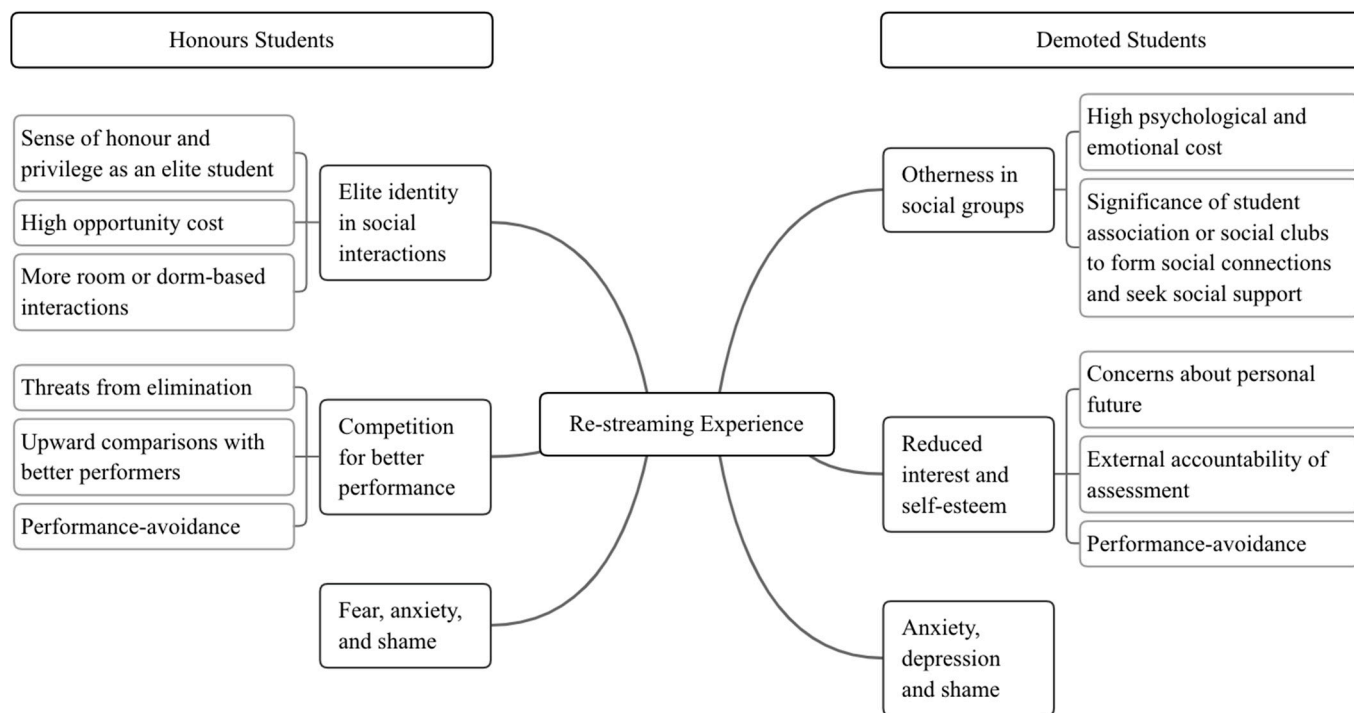 Honours Students
Demoted Students
Sense of honour and
privilege as an elite student
High opportunity cost
More room or dorm-based
interactions
Elite identity
in social
interactions
Threats from elimination
Upward comparisons with
better performers
Performance-avoidance
Competition
for better
performance
Fear, anxiety,
and shame
Re-streaming Experience
Otherness in
social groups
High psychological and
emotional cost
Significance of student
association or social clubs
to form social connections
and seek social support
Reduced
interest and
self-esteem
Concerns about personal
future
External accountability of
assessment
Performance-avoidance
Anxiety,
depression
and shame